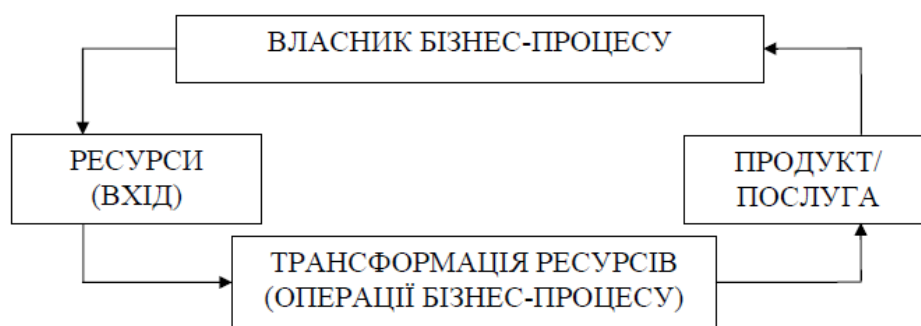 ВЛАСНИК БІЗНЕС-ПРОЦЕСУ
РЕСУРСИ
(ВХІД)
ПРОДУКТ/
ПОСЛУГА
ТРАНСФОРМАЦІЯ РЕСУРСІВ
(ОПЕРАЦІЇ БІЗНЕС-ПРОЦЕСУ)